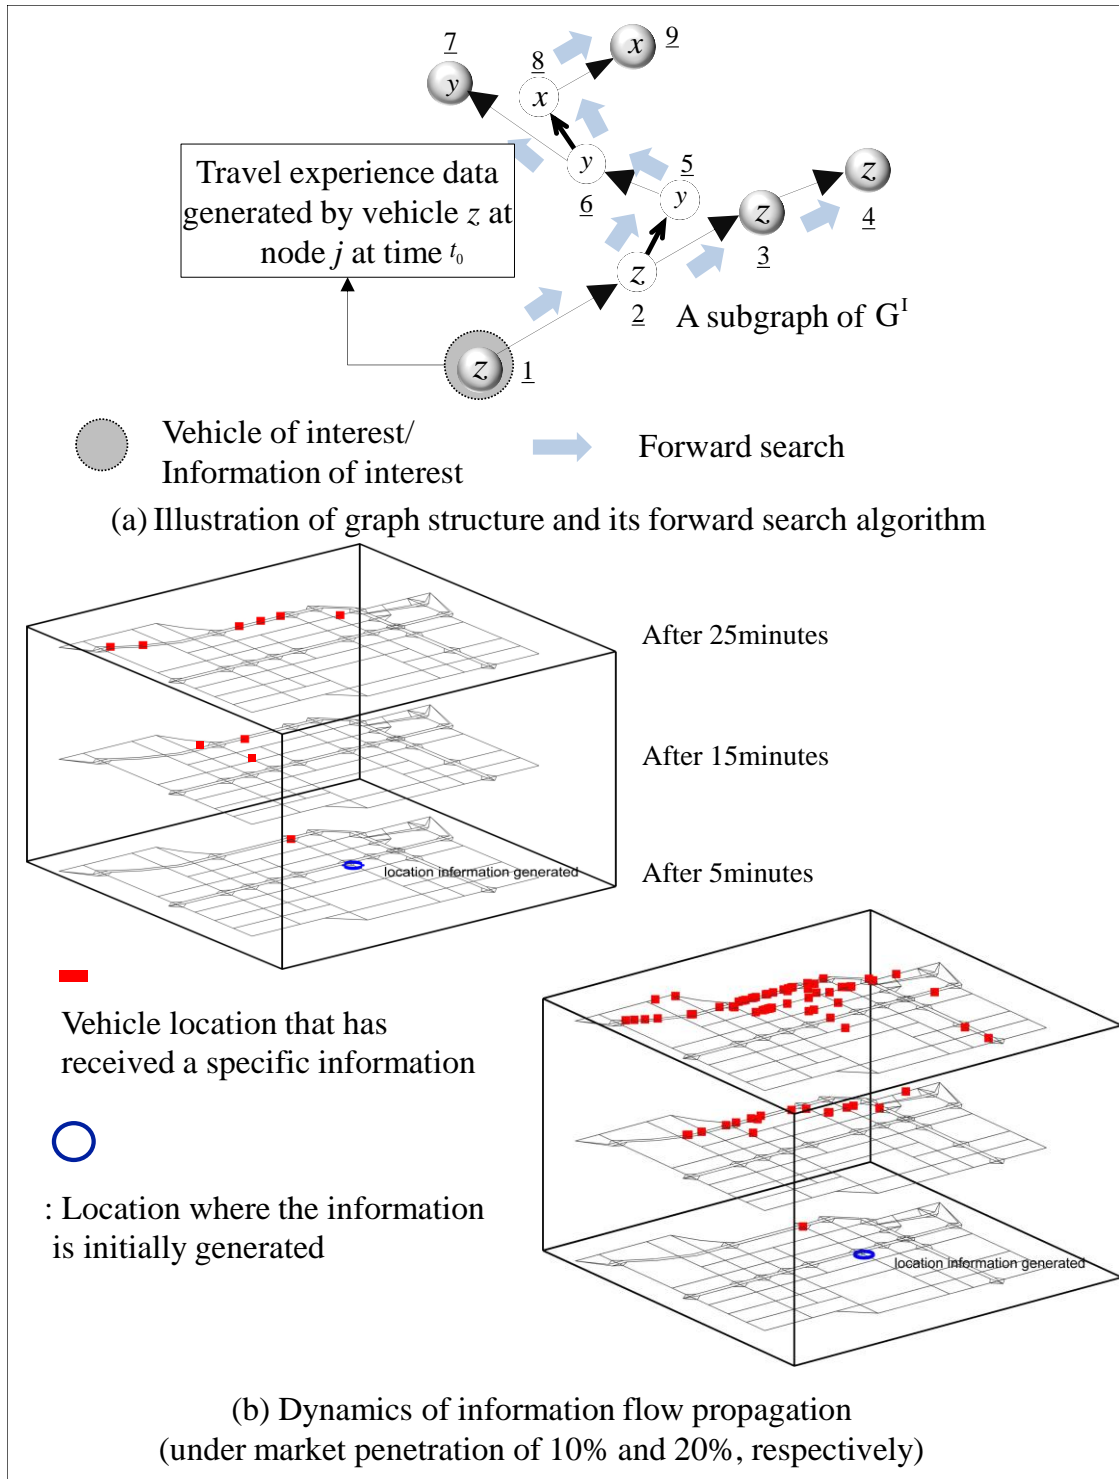 7
8
x
9
y
x
Travel experience data
generated by vehicle z at
node j at time t0
y
5
y
6
z
4
z
3
z
2
A subgraph of G^I
z
1
Vehicle of interest/
Information of interest
Forward search
(a) Illustration of graph structure and its forward search algorithm
After 25minutes
After 15minutes
After 5minutes
location information generated
Vehicle location that has
received a specific information
: Location where the information
is initially generated
location information generated
(b) Dynamics of information flow propagation
(under market penetration of 10% and 20%, respectively)